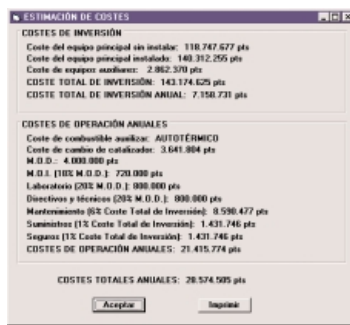 ESTIMACIÓN DE COSTES
COSTES DE INVERSIÓN
Coste del equipo principal sin instalar: 118.747.677 pts
Coste del equipo principal instalado: 140.312.255 pts
Coste de equipos auxiliares: 2.862.370 pts
COSTE TOTAL DE INVERSIÓN: 143.174.625 pts
COSTE TOTAL DE INVERSIÓN ANUAL: 7.158.731 pts
COSTES DE OPERACIÓN ANUALES
Coste de combustible auxiliar: AUTOTÉRMICO
Coste de cambio de catalizador: 3.641.804 pts
M.O.D.: 4.000.000 pts
M.O.I. (18% M.O.D.): 720.000 pts
Laboratorio (20% M.O.D.): 800.000 pts
Directivos y técnicos (20% M.O.D.): 800.000 pts
Mantenimiento (6% Coste Total de Inversión): 8.590.477 pts
Suministros (1% Coste Total de Inversión): 1.431.746 pts
Seguros (1% Coste Total de Inversión): 1.431.746 pts
COSTES DE OPERACIÓN ANUALES: 21.415.774 pts
COSTES TOTALES ANUALES: 28.574.505 pts
Aceptar Imprimir